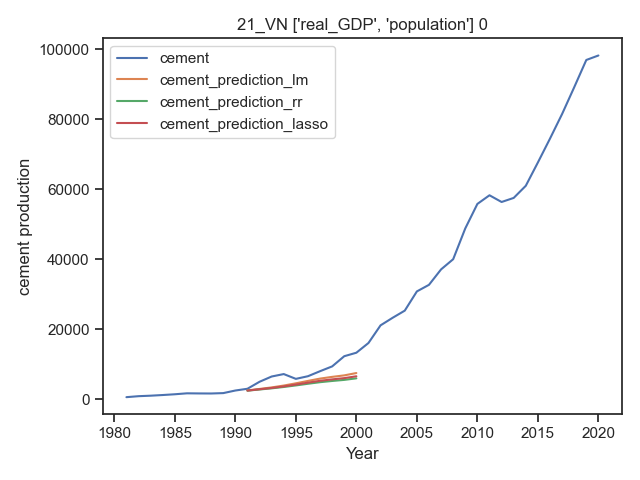 21_VN ['real_GDP', 'population'] 0
cement
cement_prediction_lm
cement_prediction_rr
cement_prediction_lasso
cement production
100000
80000
60000
40000
20000
0
1980 1985 1990 1995 2000 2005 2010 2015 2020
Year